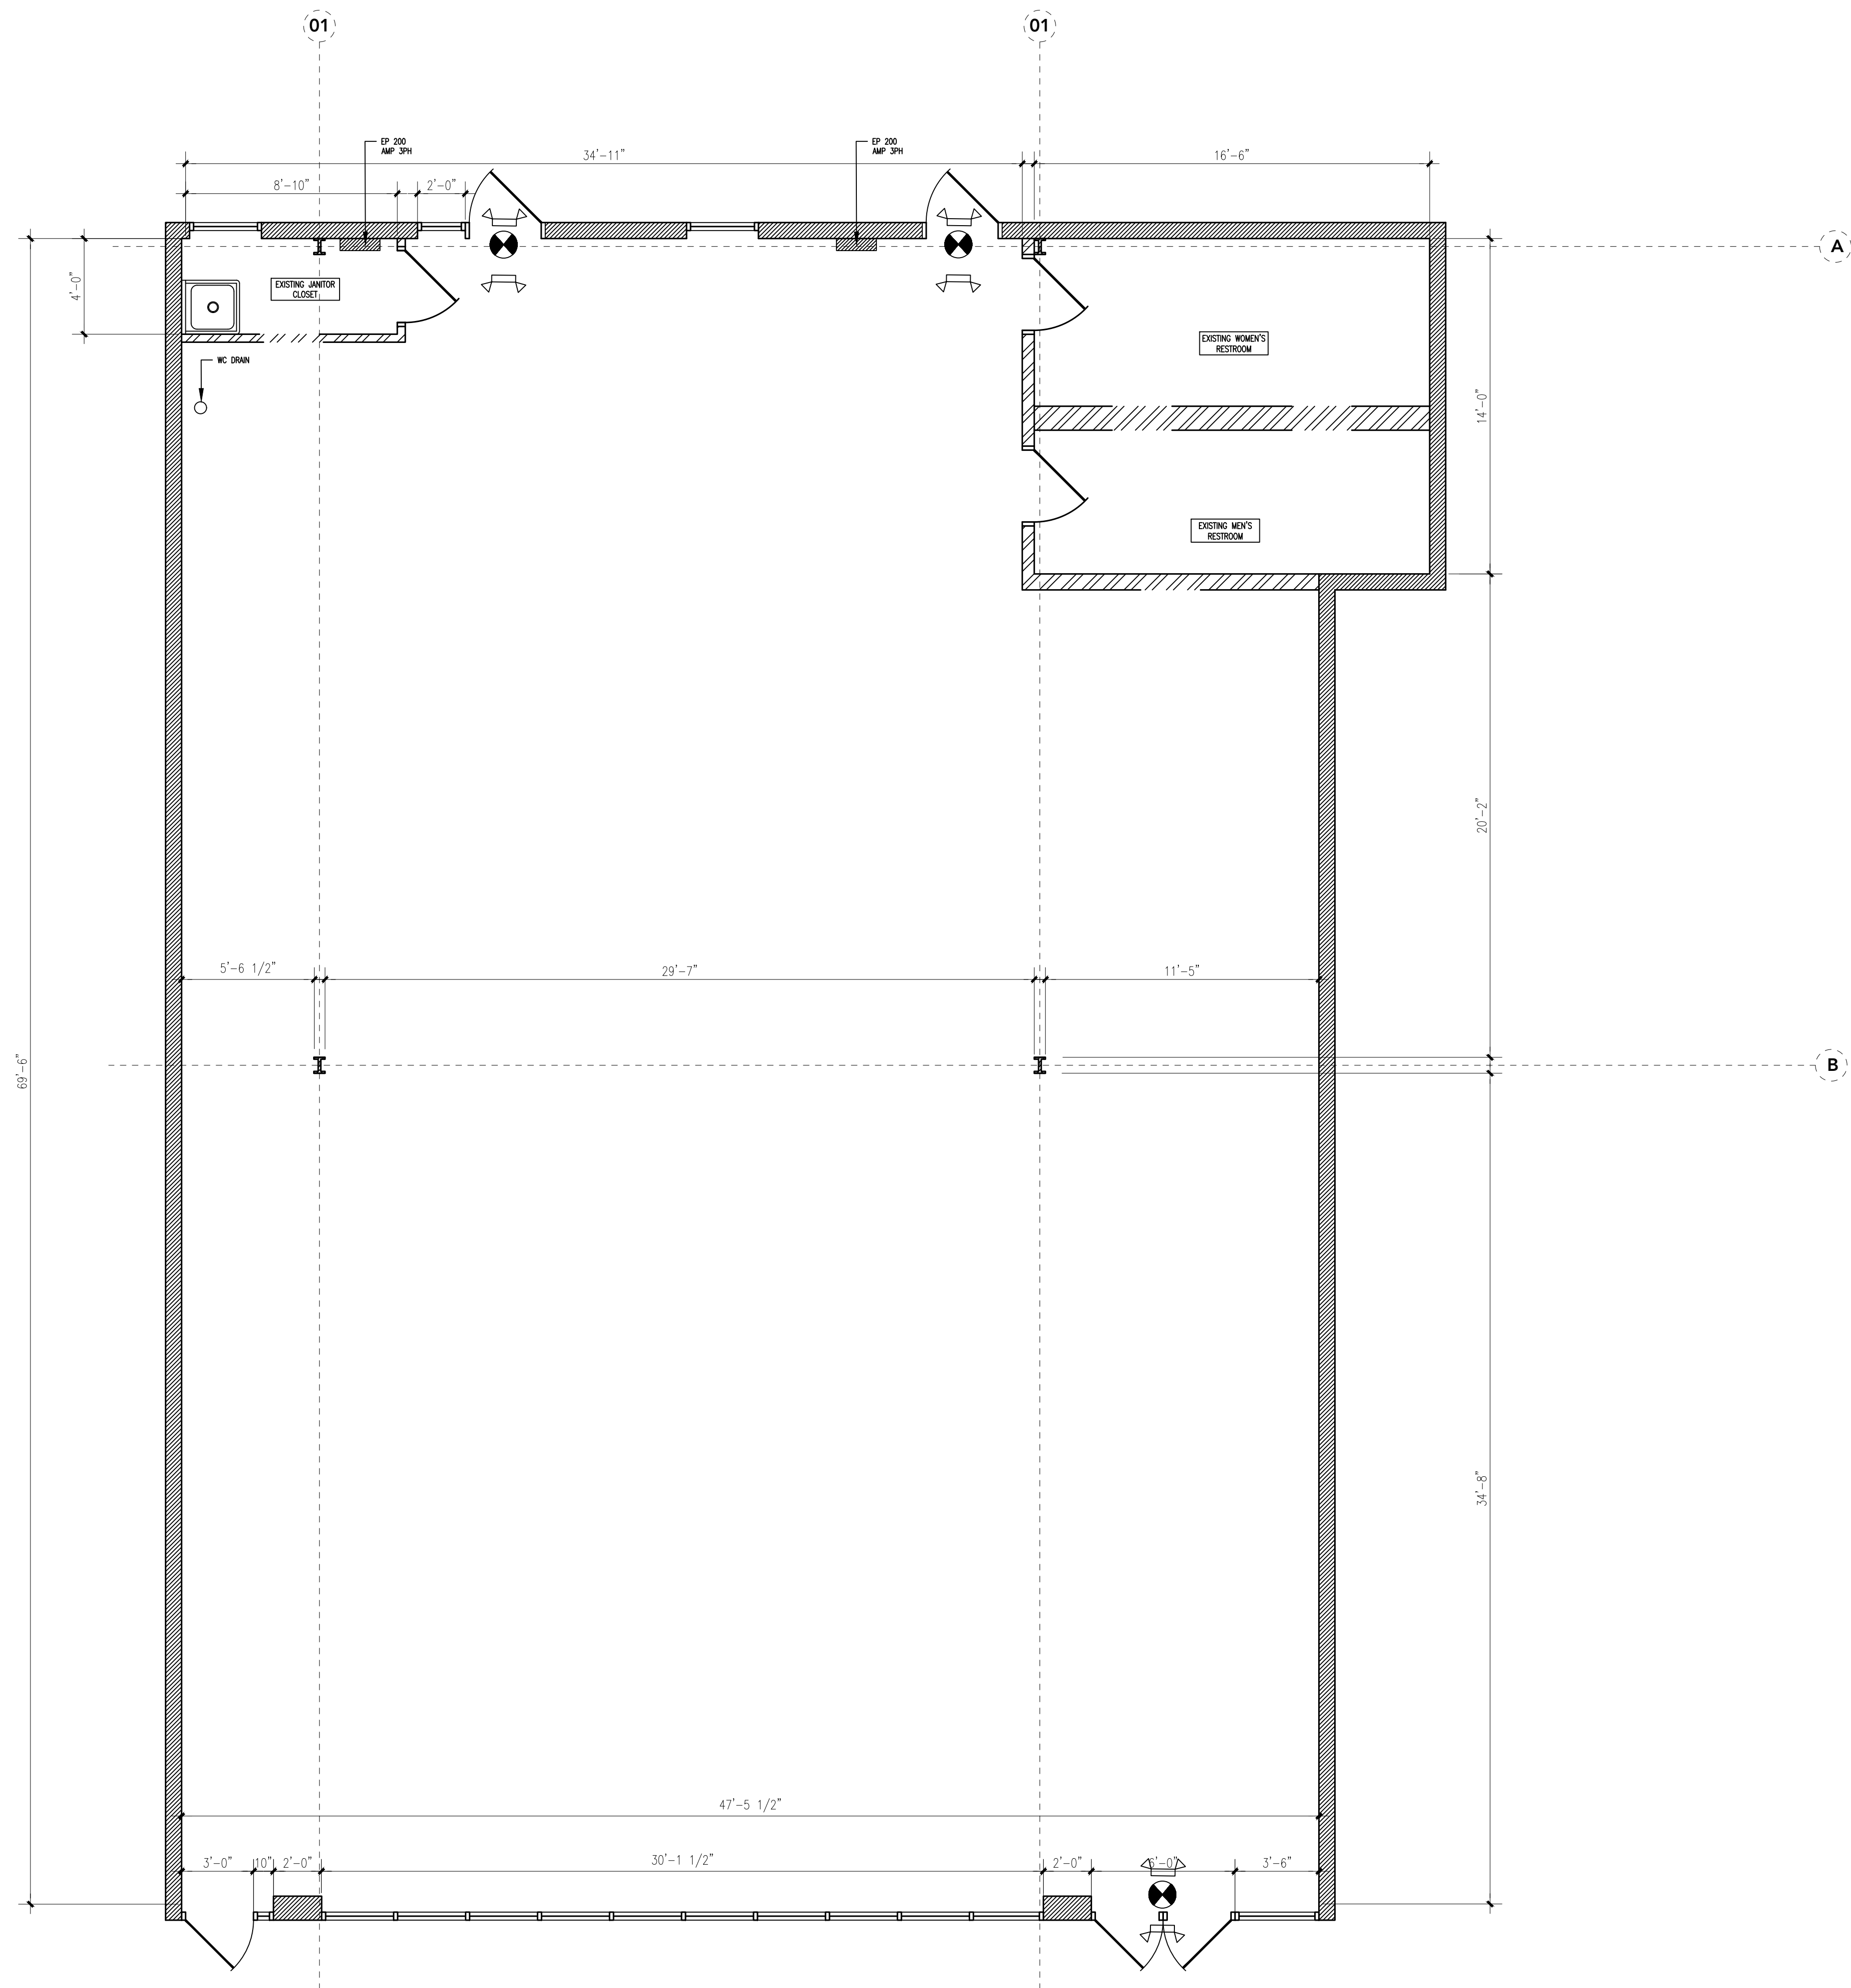 01
01
EP 200
AMP 3PH
EP 200
AMP 3PH
34'-11"
16'-6"
8'-10"
2'-0"
A
4'-0"
EXISTING JANITOR
CLOSET
EXISTING WOMEN'S
RESTROOM
WC DRAIN
14'-0"
EXISTING MEN'S
RESTROOM
20'-2"
5'-6 1/2"
29'-7"
11'-5"
69'-6"
B
34'-8"
47'-5 1/2"
3'-0"
10"
2'-0"
30'-1 1/2"
2'-0"
6'-0"
3'-6"